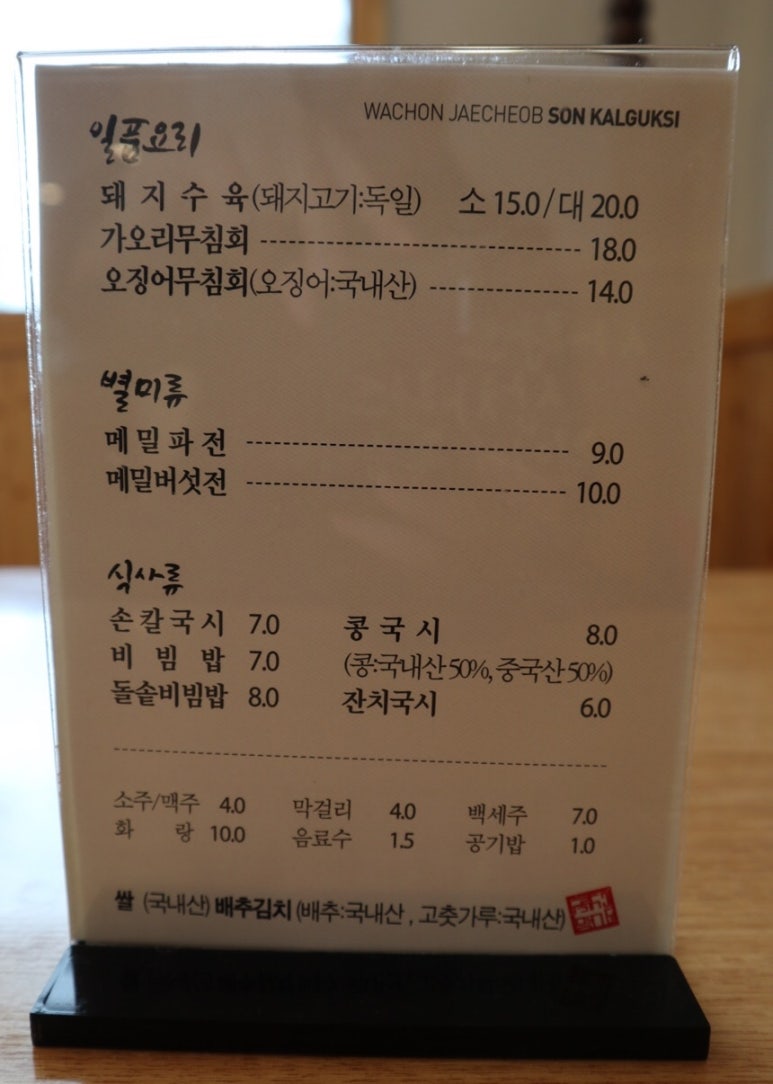 WACHON JAECHEOB SON KALGUKSI
일품요리
돼지수육(돼지고기:독일) 소 15.0 / 대 20.0
가오리무침회 18.0
오징어무침회(오징어:국내산) 14.0
별미류
메밀파전 9.0
메밀버섯전 10.0
식사류
손칼국시 7.0 콩국시 8.0
비빔밥 7.0 (콩:국내산 50%, 중국산 50%)
돌솥비빔밥 8.0 잔치국시 6.0
소주/맥주 4.0 막걸리 4.0 백세주 7.0
화랑 10.0 음료수 1.5 공기밥 1.0
쌀 (국내산) 배추김치 (배추:국내산 , 고춧가루:국내산)